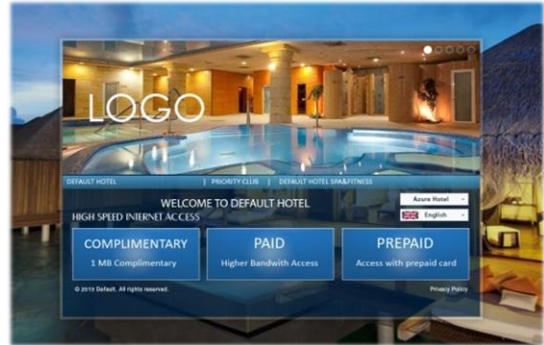 LOGO
DEFAULT HOTEL | PRIORITY CLUB | DEFAULT HOTEL SPA&FITNESS
WELCOME TO DEFAULT HOTEL
Azure Hotel
HIGH SPEED INTERNET ACCESS
English
COMPLIMENTARY
1 MB Complimentary
PAID
Higher Bandwith Access
PREPAID
Access with prepaid card
© 2013 Default. All rights reserved.
Privacy Policy